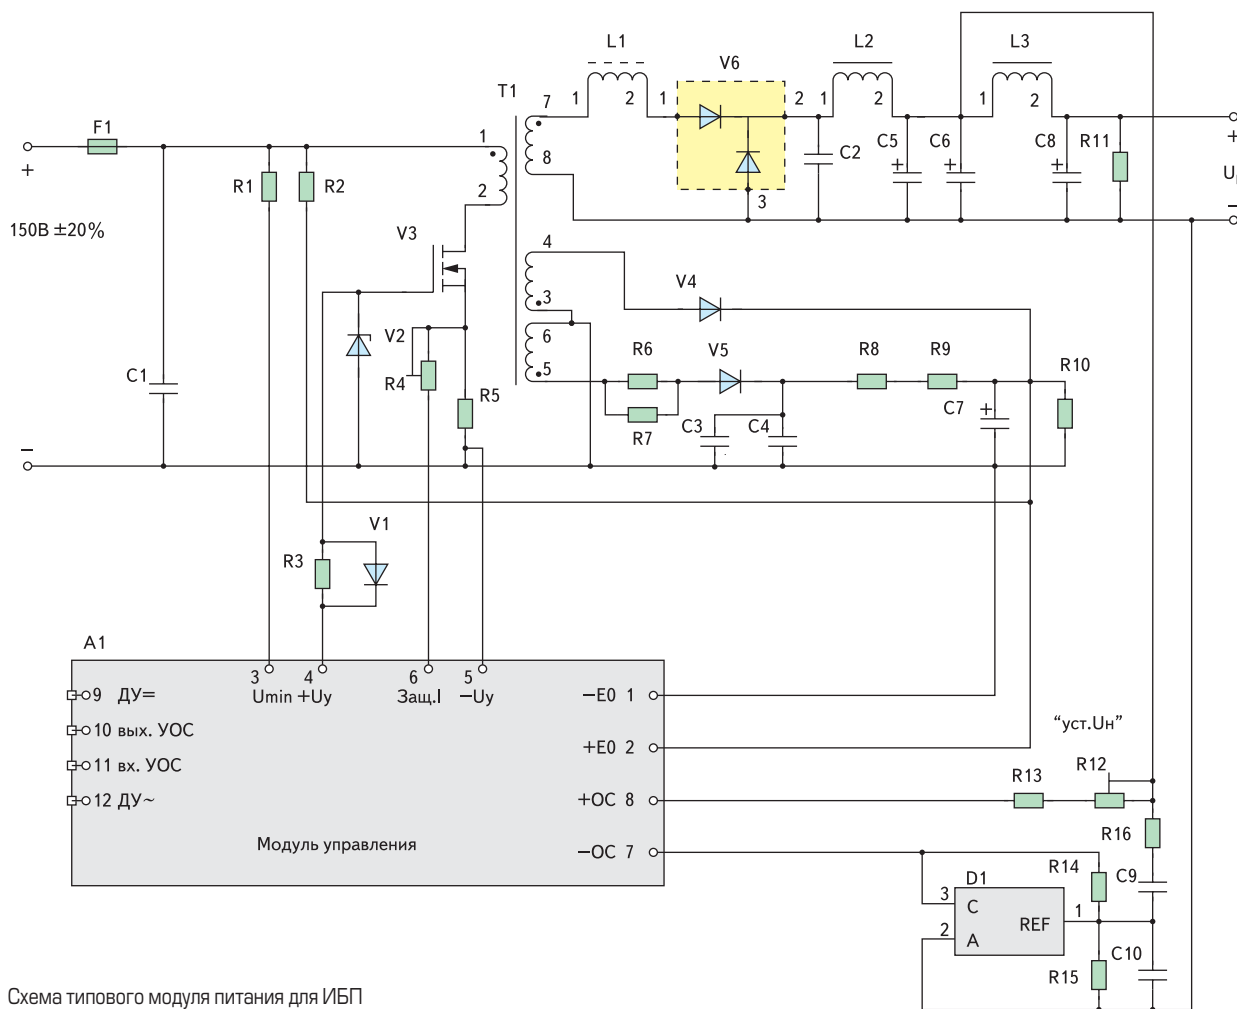 L1
V6
L2
L3
T1
7
1
2
1
2
1
2
1
2
F1
1
8
C2
C5
+
C6
+
C8
+
R11
+
+
R1
R2
2
3
–
150В ±20%
V3
4
V4
3
C1
V2
R4
R5
6
5
R6
V5
R8
R9
R10
R7
C3
C4
C7
+
–
V1
R3
A1
3
4
6
5
Umin
+Uy
Защ.I
–Uy
9 ДУ=
10 вых. УОС
11 вх. УОС
12 ДУ~
–E0 1
+E0 2
+ОС 8
–ОС 7
Модуль управления
"уст.Uн"
R13
R12
R16
R14
C9
D1
3
C
2
A
REF
1
R15
C10
Схема типового модуля питания для ИБП